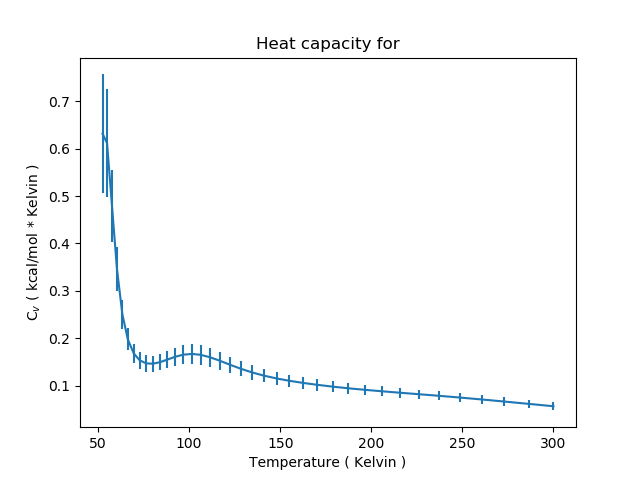 Heat capacity for
0.7
0.6
0.5
0.4
0.3
0.2
0.1
C_v ( kcal/mol * Kelvin )
50 100 150 200 250 300
Temperature ( Kelvin )